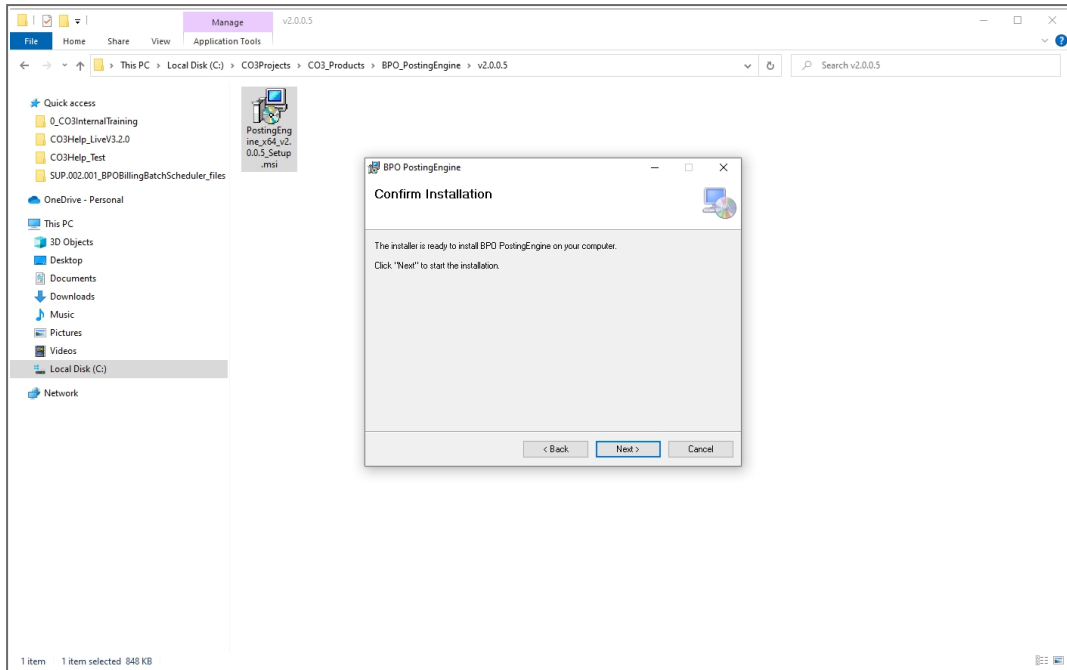 Manage
v2.0.0.5
File Home Share View Application Tools
This PC > Local Disk (C:) > CO3Projects > CO3_Products > BPO_PostingEngine > v2.0.0.5
Search v2.0.0.5
Quick access
0_CO3InternalTraining
CO3Help_LiveV3.2.0
CO3Help_Test
SUP.002.001_BPOBillingBatchScheduler_files
OneDrive - Personal
This PC
3D Objects
Desktop
Documents
Downloads
Music
Pictures
Videos
Local Disk (C:)
Network
PostingEng
ine_x64_v2.
0.0.5_Setup
.msi
BPO PostingEngine
Confirm Installation
The installer is ready to install BPO PostingEngine on your computer.
Click "Next" to start the installation.
< Back
Next >
Cancel
1 item 1 item selected 848 KB